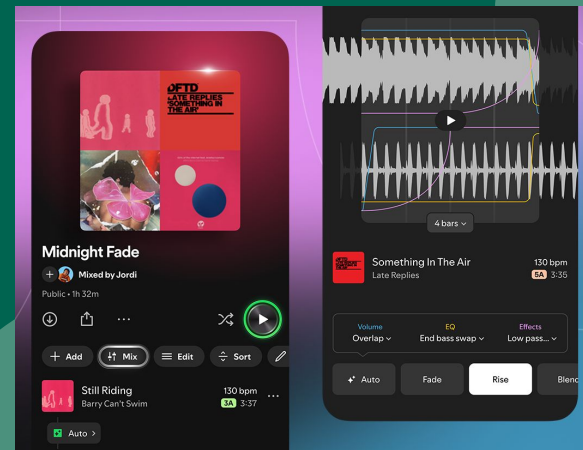 DFTD
LATE REPLIES
'SOMETHING IN
THE AIR'
Midnight Fade
Mixed by Jordi
Public • 1h 32m
+ Add
Mix
Edit
Sort
Still Riding
130 bpm
Barry Can't Swim
3A 3:37
Auto >
4 bars
Something In The Air
130 bpm
Late Replies
5A 3:35
Volume
EQ
Effects
Overlap
End bass swap
Low pass...
Auto
Fade
Rise
Blend